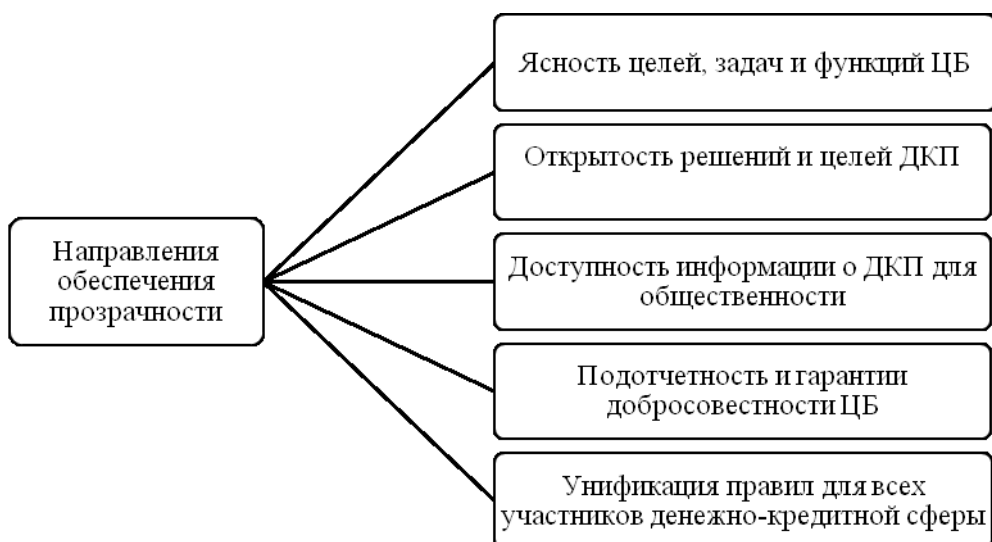 Ясность целей, задач и функций ЦБ
Открытость решений и целей ДКП
Направления
обеспечения
прозрачности
Доступность информации о ДКП для
общественности
Подотчетность и гарантии
добросовестности ЦБ
Унификация правил для всех
участников денежно-кредитной сферы